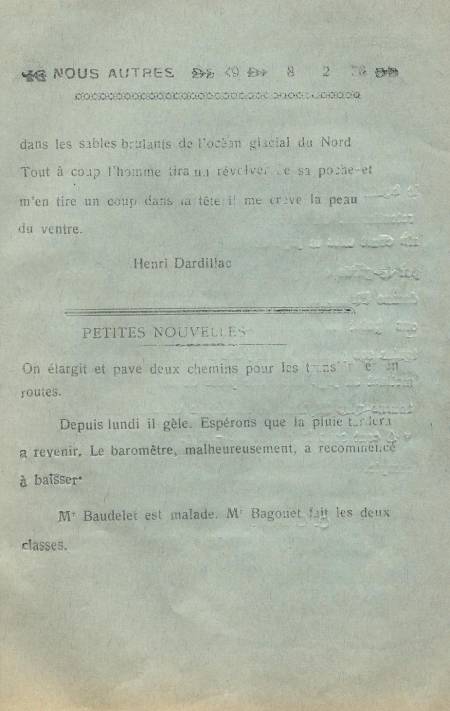 NOUS AUTRES 8 2
dans les sables brulants de l'océan glacial du Nord
Tout à coup l'homme tira un révolver de sa poche et
m'en tire un coup dans la tête il me crève la peau
du ventre.
Henri Dardillac
PETITES NOUVELLES
On élargit et pave deux chemins pour les en
routes.
Depuis lundi il gèle. Espérons que la pluie tardera
a revenir. Le baromètre, malheureusement, a recommencé
à baisser.
Mr Baudelet est malade. Mr Bagouet fait les deux
classes.